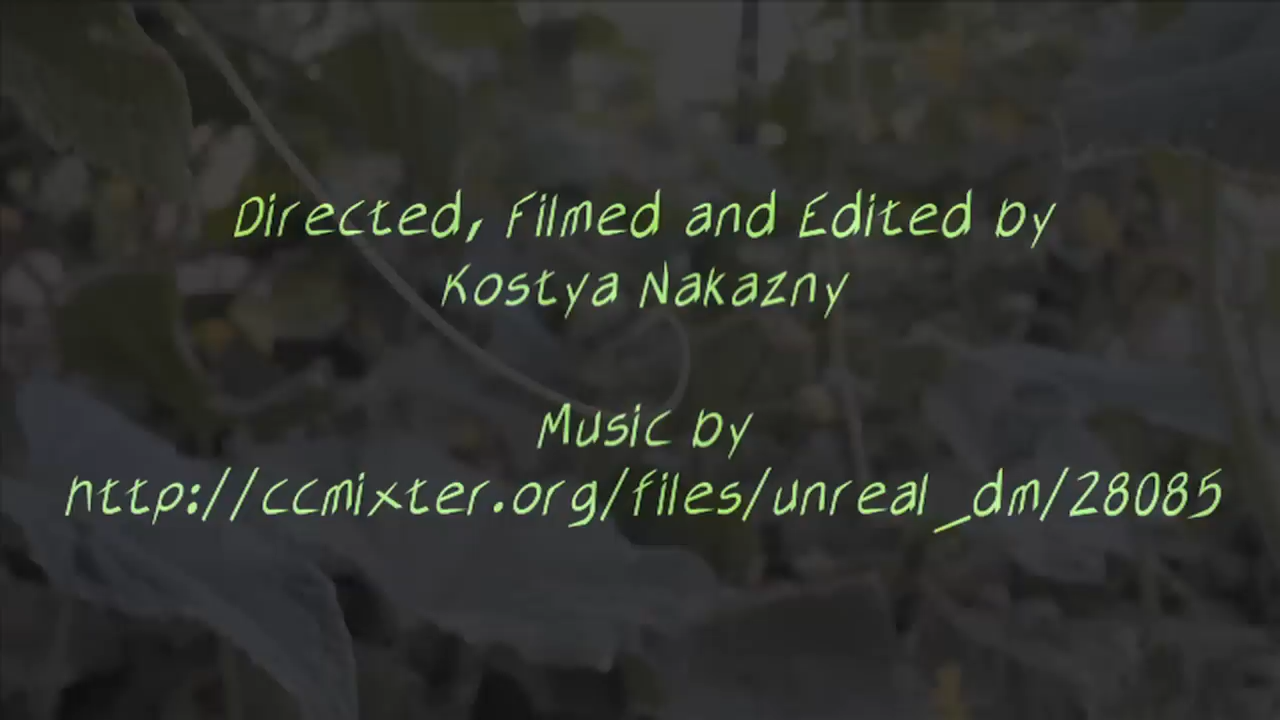 Directed, Filmed and Edited by
Kostya Nakazny
Music by
http://ccmixter.org/files/unreal_dm/28085